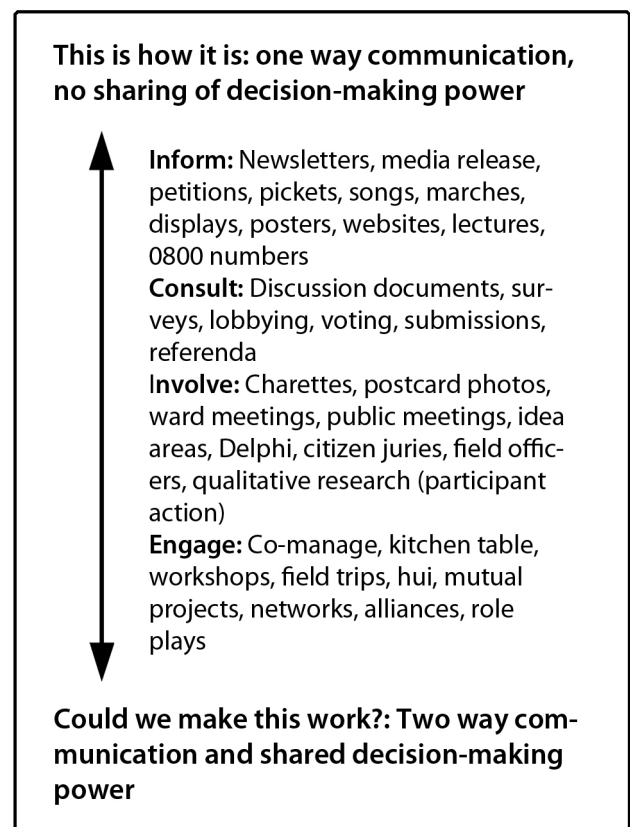 This is how it is: one way communication,
no sharing of decision-making power
Inform: Newsletters, media release,
petitions, pickets, songs, marches,
displays, posters, websites, lectures,
0800 numbers
Consult: Discussion documents, sur-
veys, lobbying, voting, submissions,
referenda
Involve: Charettes, postcard photos,
ward meetings, public meetings, idea
areas, Delphi, citizen juries, field offic-
ers, qualitative research (participant
action)
Engage: Co-manage, kitchen table,
workshops, field trips, hui, mutual
projects, networks, alliances, role
plays
Could we make this work?: Two way com-
munication and shared decision-making
power